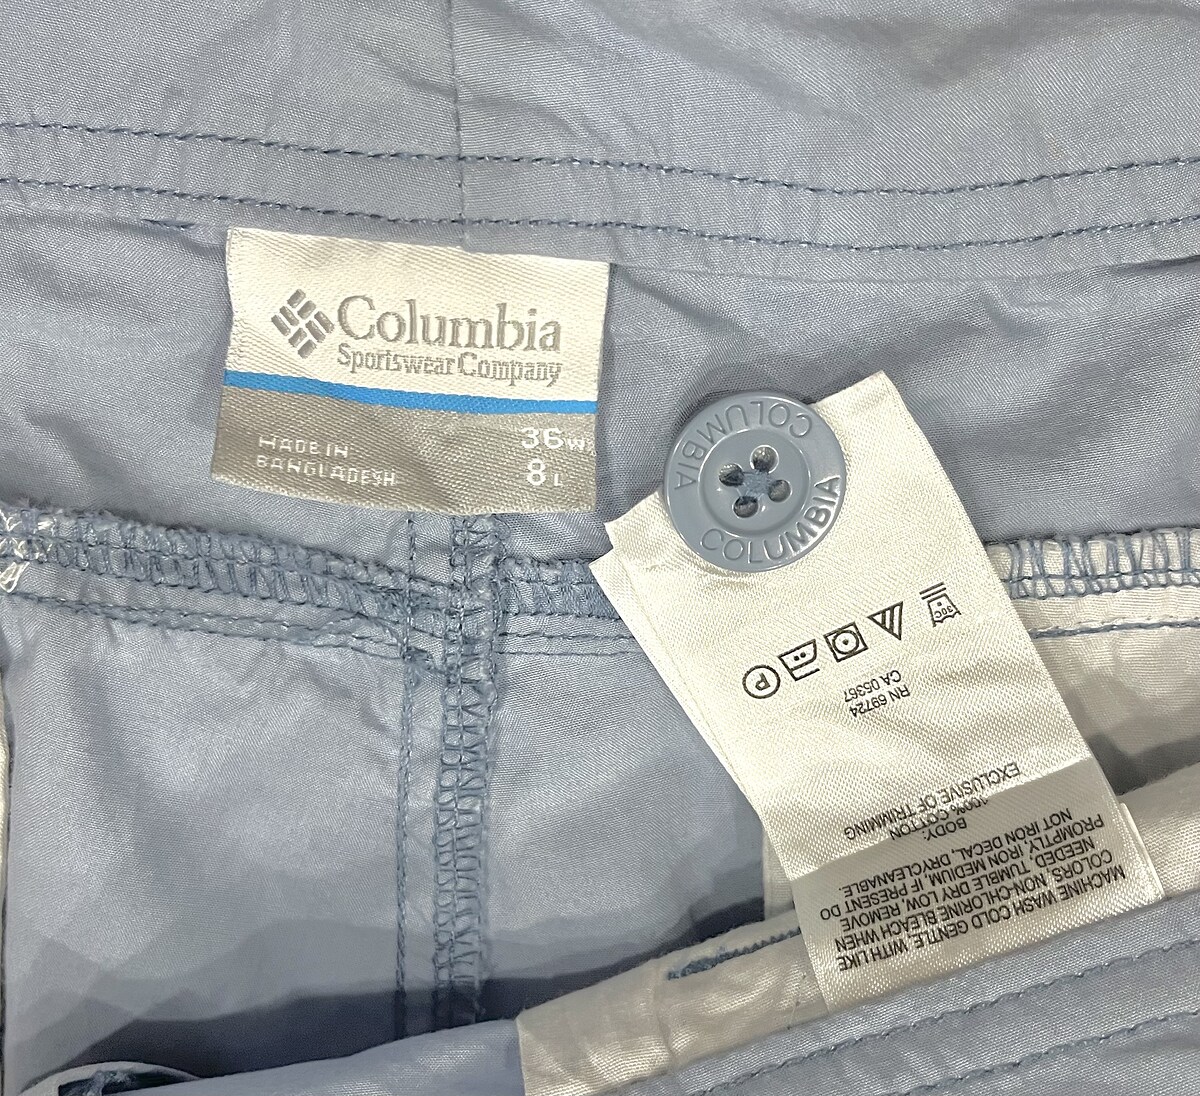 Columbia
Sportswear Company
MADE IN
BANGLADESH
36W
8L
COLUMBIA
COLUMBIA
30C
P
RN 69724
CA 05367
BODY:
100% COTTON
EXCLUSIVE OF TRIMMING
MACHINE WASH COLD GENTLE WITH LIKE
COLORS, NON-CHLORINE BLEACH WHEN
NEEDED, TUMBLE DRY LOW, REMOVE
PROMPTLY, IRON MEDIUM, IF PRESENT DO
NOT IRON DECAL, DRYCLEANABLE.